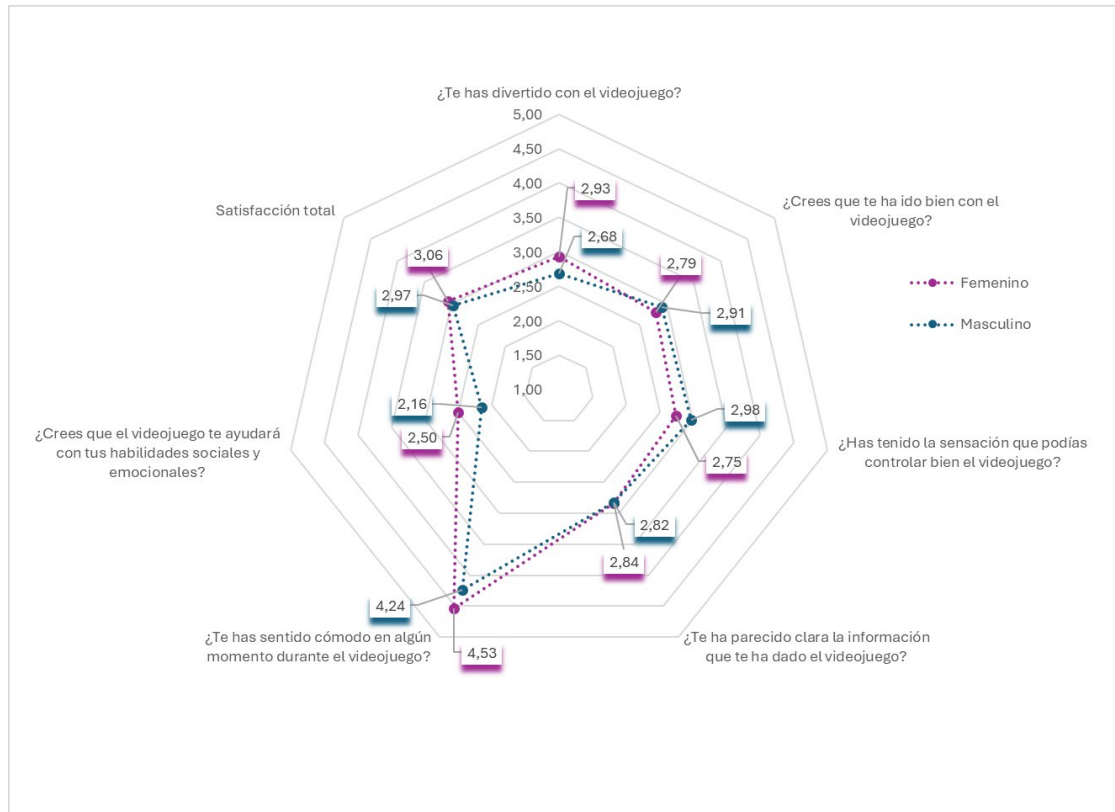 ¿Te has divertido con el videojuego?
5,00
4,50
4,00
3,50
3,00
2,50
2,00
1,50
1,00
2,93
2,68
¿Crees que te ha ido bien con el
videojuego?
2,79
2,91
Femenino
Masculino
2,98
2,75
¿Has tenido la sensación que podías
controlar bien el videojuego?
2,82
2,84
¿Te ha parecido clara la información
que te ha dado el videojuego?
4,24
4,53
¿Te has sentido cómodo en algún
momento durante el videojuego?
2,16
2,50
¿Crees que el videojuego te ayudará
con tus habilidades sociales y
emocionales?
Satisfacción total
3,06
2,97